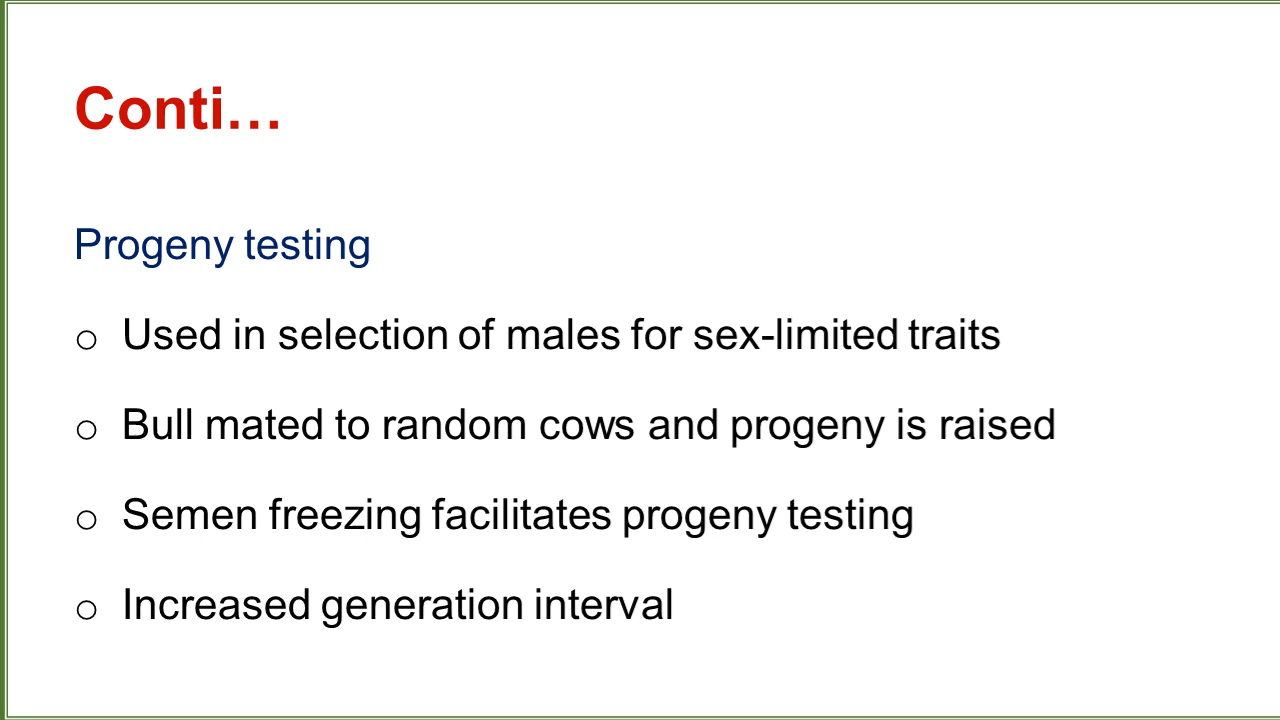 Conti…
Progeny testing
o Used in selection of males for sex-limited traits
o Bull mated to random cows and progeny is raised
o Semen freezing facilitates progeny testing
o Increased generation interval